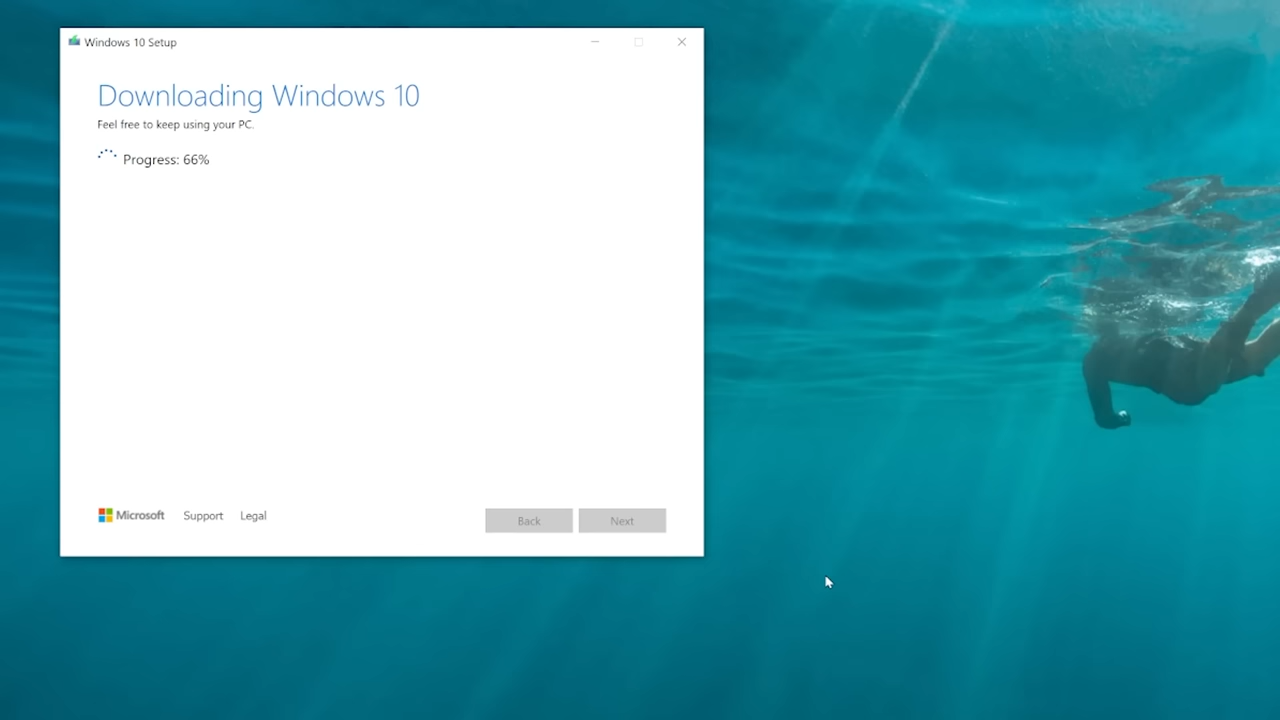 Windows 10 Setup
Downloading Windows 10
Feel free to keep using your PC.
Progress: 66%
Microsoft Support Legal
Back Next